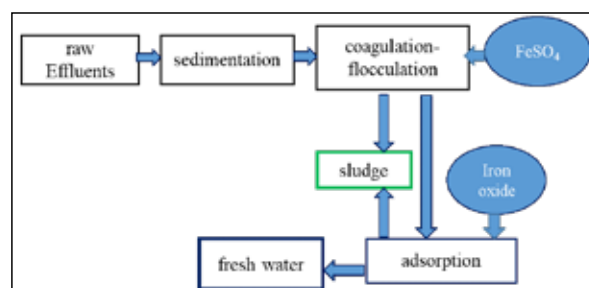 raw
Effluents
sedimentation
coagulation-
flocculation
FeSO₄
sludge
Iron
oxide
fresh water
adsorption